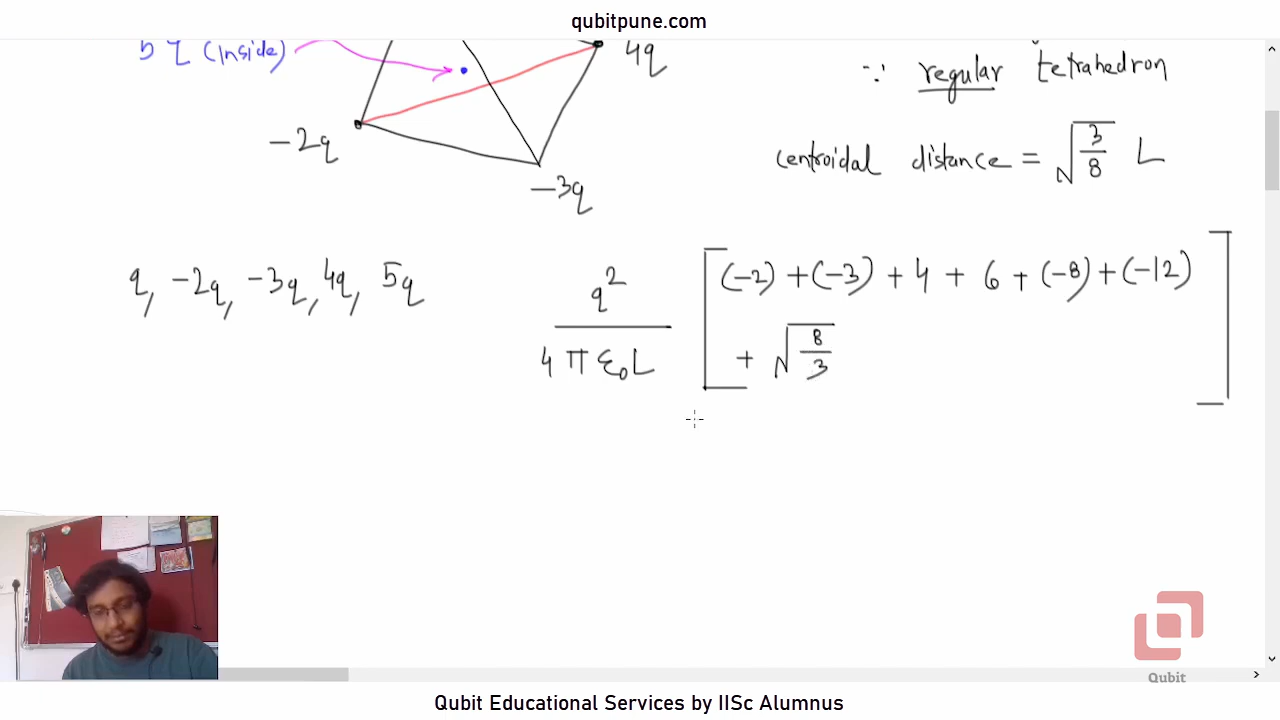 qubitpune.com
5q (inside)
4q
∵ regular tetrahedron
-2q
centroidal distance = √(3/8) L
-3q
q, -2q, -3q, 4q, 5q
q² / 4πε₀L [(-2) + (-3) + 4 + 6 + (-8) + (-12)
+ √(8/3) ]
Qubit
Qubit Educational Services by IISc Alumnus